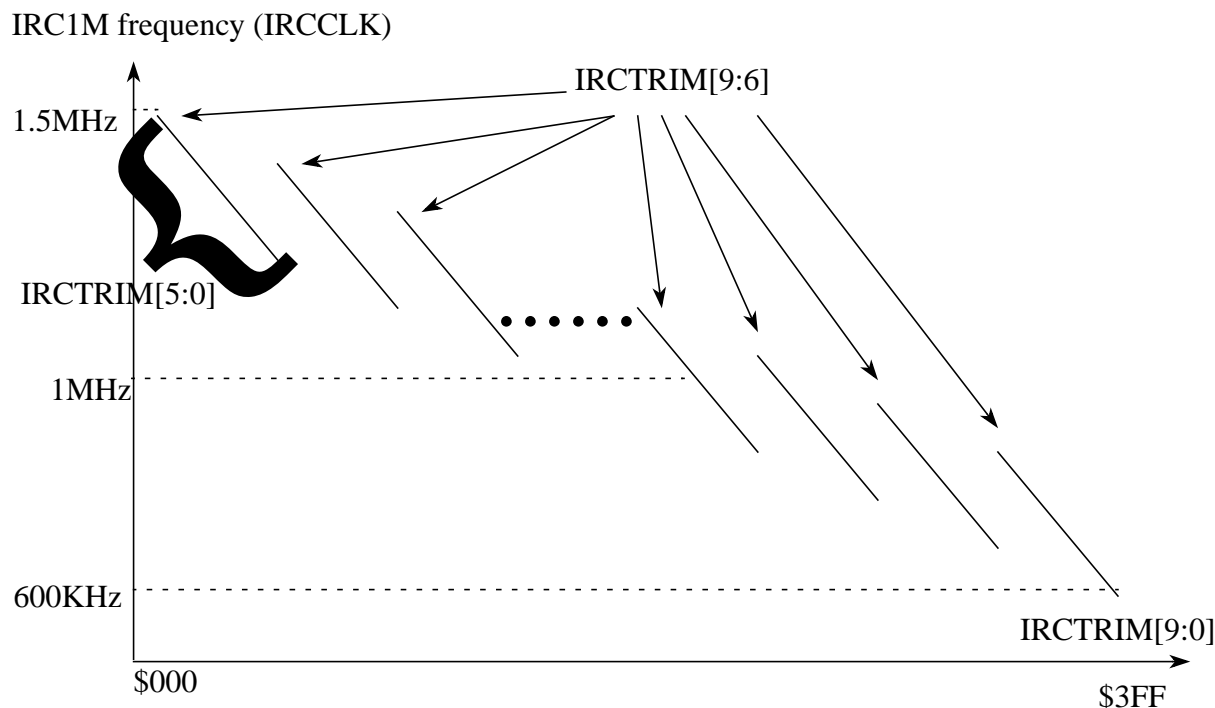 IRC1M frequency (IRCCLK)
IRCTRIM[9:6]
1.5MHz
IRCTRIM[5:0]
1MHz
600KHz
IRCTRIM[9:0]
$000
$3FF